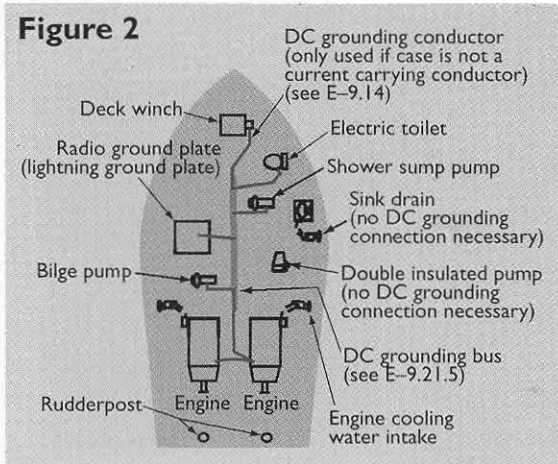 Figure 2
DC grounding conductor
(only used if case is not a
current carrying conductor)
(see E–9.14)
Deck winch
Electric toilet
Radio ground plate
(lightning ground plate)
Shower sump pump
Sink drain
(no DC grounding
connection necessary)
Bilge pump
Double insulated pump
(no DC grounding
connection necessary)
DC grounding bus
(see E–9.21.5)
Engine
Engine
Engine cooling
water intake
Rudderpost